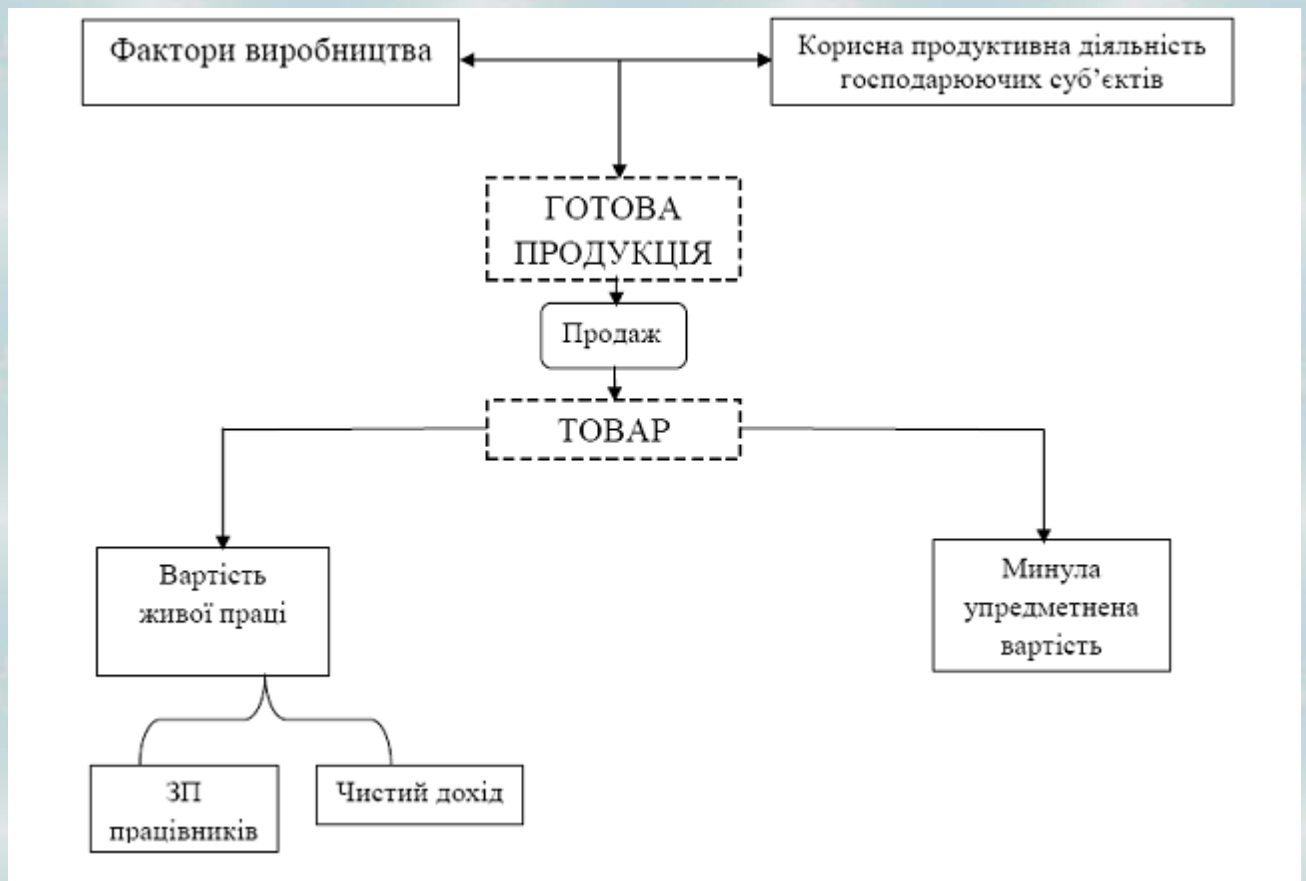 Фактори виробництва
Корисна продуктивна діяльність
господарюючих суб’єктів
ГОТОВА
ПРОДУКЦІЯ
Продаж
ТОВАР
Вартість
живої праці
Минула
упредметнена
вартість
ЗП
працівників
Чистий дохід